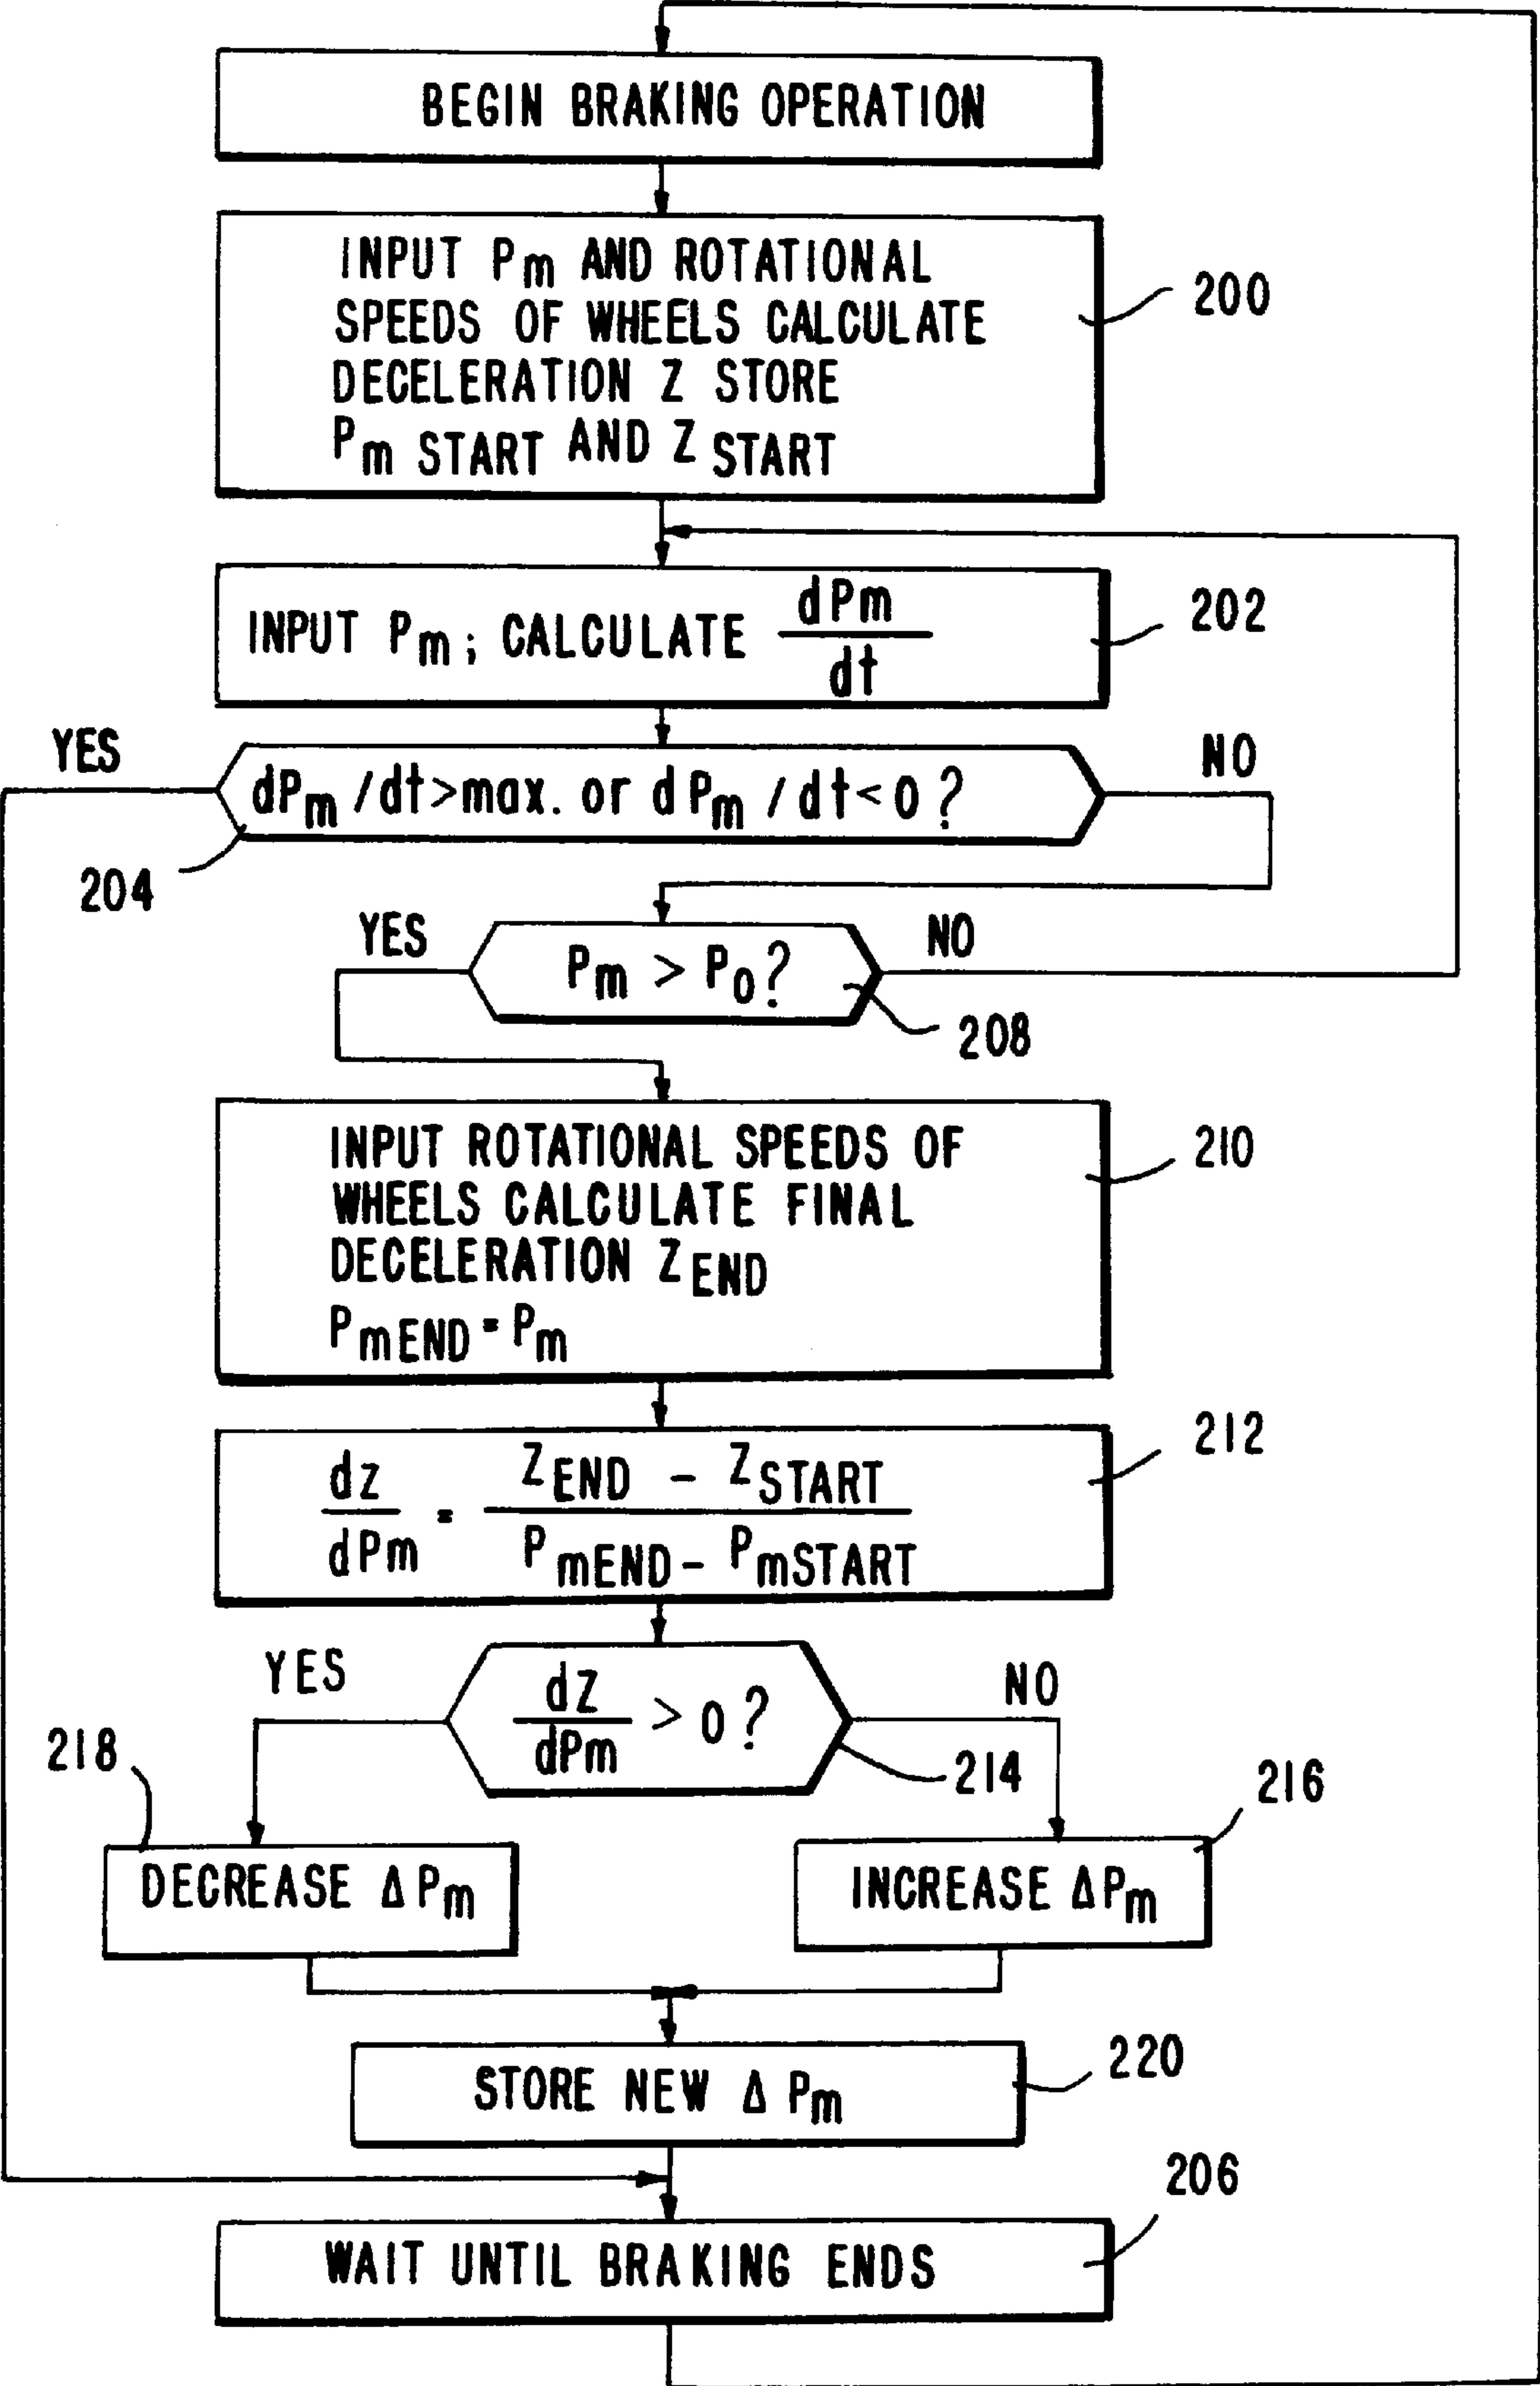 BEGIN BRAKING OPERATION
INPUT Pm AND ROTATIONAL
SPEEDS OF WHEELS CALCULATE
DECELERATION Z STORE
Pm START AND Z START
200
INPUT Pm; CALCULATE dPm/dt
202
YES
dPm/dt>max. or dPm/dt<0?
NO
204
YES
Pm > P0?
NO
208
INPUT ROTATIONAL SPEEDS OF
WHEELS CALCULATE FINAL
DECELERATION Z END
PmEND = Pm
210
dz/dPm = (ZEND - ZSTART)/(PmEND - PmSTART)
212
YES
dz/dPm > 0?
NO
214
218
216
DECREASE Δ Pm
INCREASE ΔPm
STORE NEW Δ Pm
220
206
WAIT UNTIL BRAKING ENDS